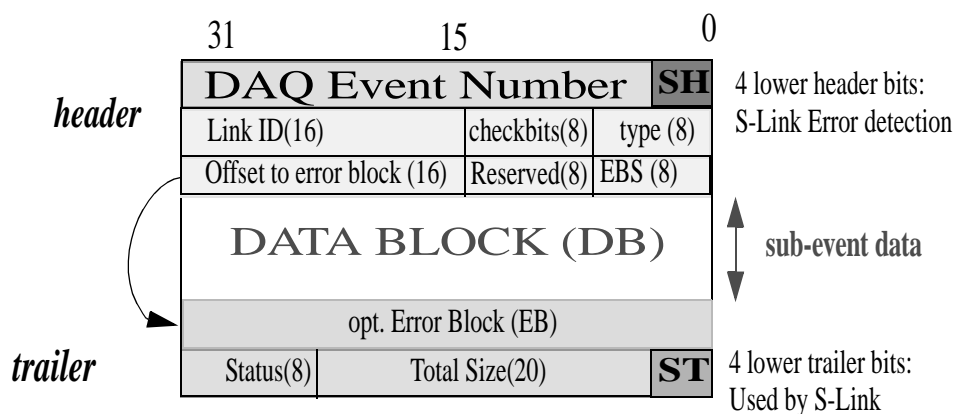 31 15 0
DAQ Event Number SH
4 lower header bits:
S-Link Error detection
header
Link ID(16) checkbits(8) type (8)
Offset to error block (16) Reserved(8) EBS (8)
DATA BLOCK (DB)
sub-event data
opt. Error Block (EB)
trailer
Status(8) Total Size(20) ST
4 lower trailer bits:
Used by S-Link